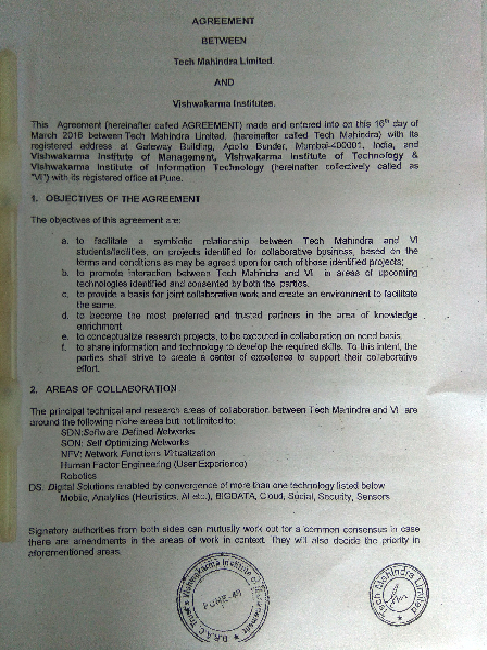 AGREEMENT
BETWEEN
Tech Mahindra Limited.
AND
Vishwakarma Institutes.
This Agreement (hereinafter called AGREEMENT) made and entered into on this 16th day of
March 2016 between Tech Mahindra Limited, (hereinafter called Tech Mahindra) with its
registered address at Gateway Building, Apollo Bunder, Mumbai-400001, India, and
Vishwakarma Institute of Management, Vishwakarma Institute of Technology &
Vishwakarma Institute of Information Technology (hereinafter collectively called as
"VI") with its registered office at Pune.
1. OBJECTIVES OF THE AGREEMENT
The objectives of this agreement are:
a. to facilitate a symbiotic relationship between Tech Mahindra and VI
students/facilities, on projects identified for collaborative business, based on the
terms and conditions as may be agreed upon for each of those identified projects;
b. to promote interaction between Tech Mahindra and VI in areas of upcoming
technologies identified and consented by both the parties.
c. to provide a basis for joint collaborative work and create an environment to facilitate
the same.
d. to become the most preferred and trusted partners in the area of knowledge
enrichment
e. to conceptualize research projects, to be executed in collaboration on need basis
f. to share information and technology to develop the required skills. To this intent, the
parties shall strive to create a center of excellence to support their collaborative
effort.
2. AREAS OF COLLABORATION
The principal technical and research areas of collaboration between Tech Mahindra and VI are
around the following niche areas but not limited to:
SDN:Software Defined Networks
SON: Self Optimizing Networks
NFV: Network Functions Virtualization
Human Factor Engineering (User Experience)
Robotics
DS: Digital Solutions enabled by convergence of more than one technology listed below
Mobile, Analytics (Heuristics, AI etc.), BIGDATA, Cloud, Social, Security, Sensors
Signatory authorities from both sides can mutually work out for a common consensus in case
there are amendments in the areas of work in context. They will also decide the priority in
aforementioned areas.
Vishwakarma Institute of Management
PUNE-48
Tech Mahindra Limited